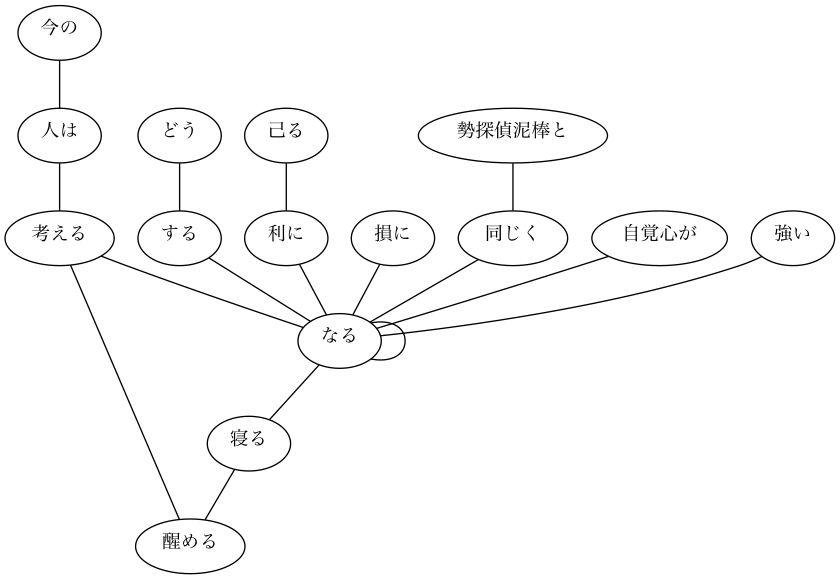 今の
人は
どう
己る
勢探偵泥棒と
考える
する
利に
損に
同じく
自覚心が
強い
なる
寝る
醒める